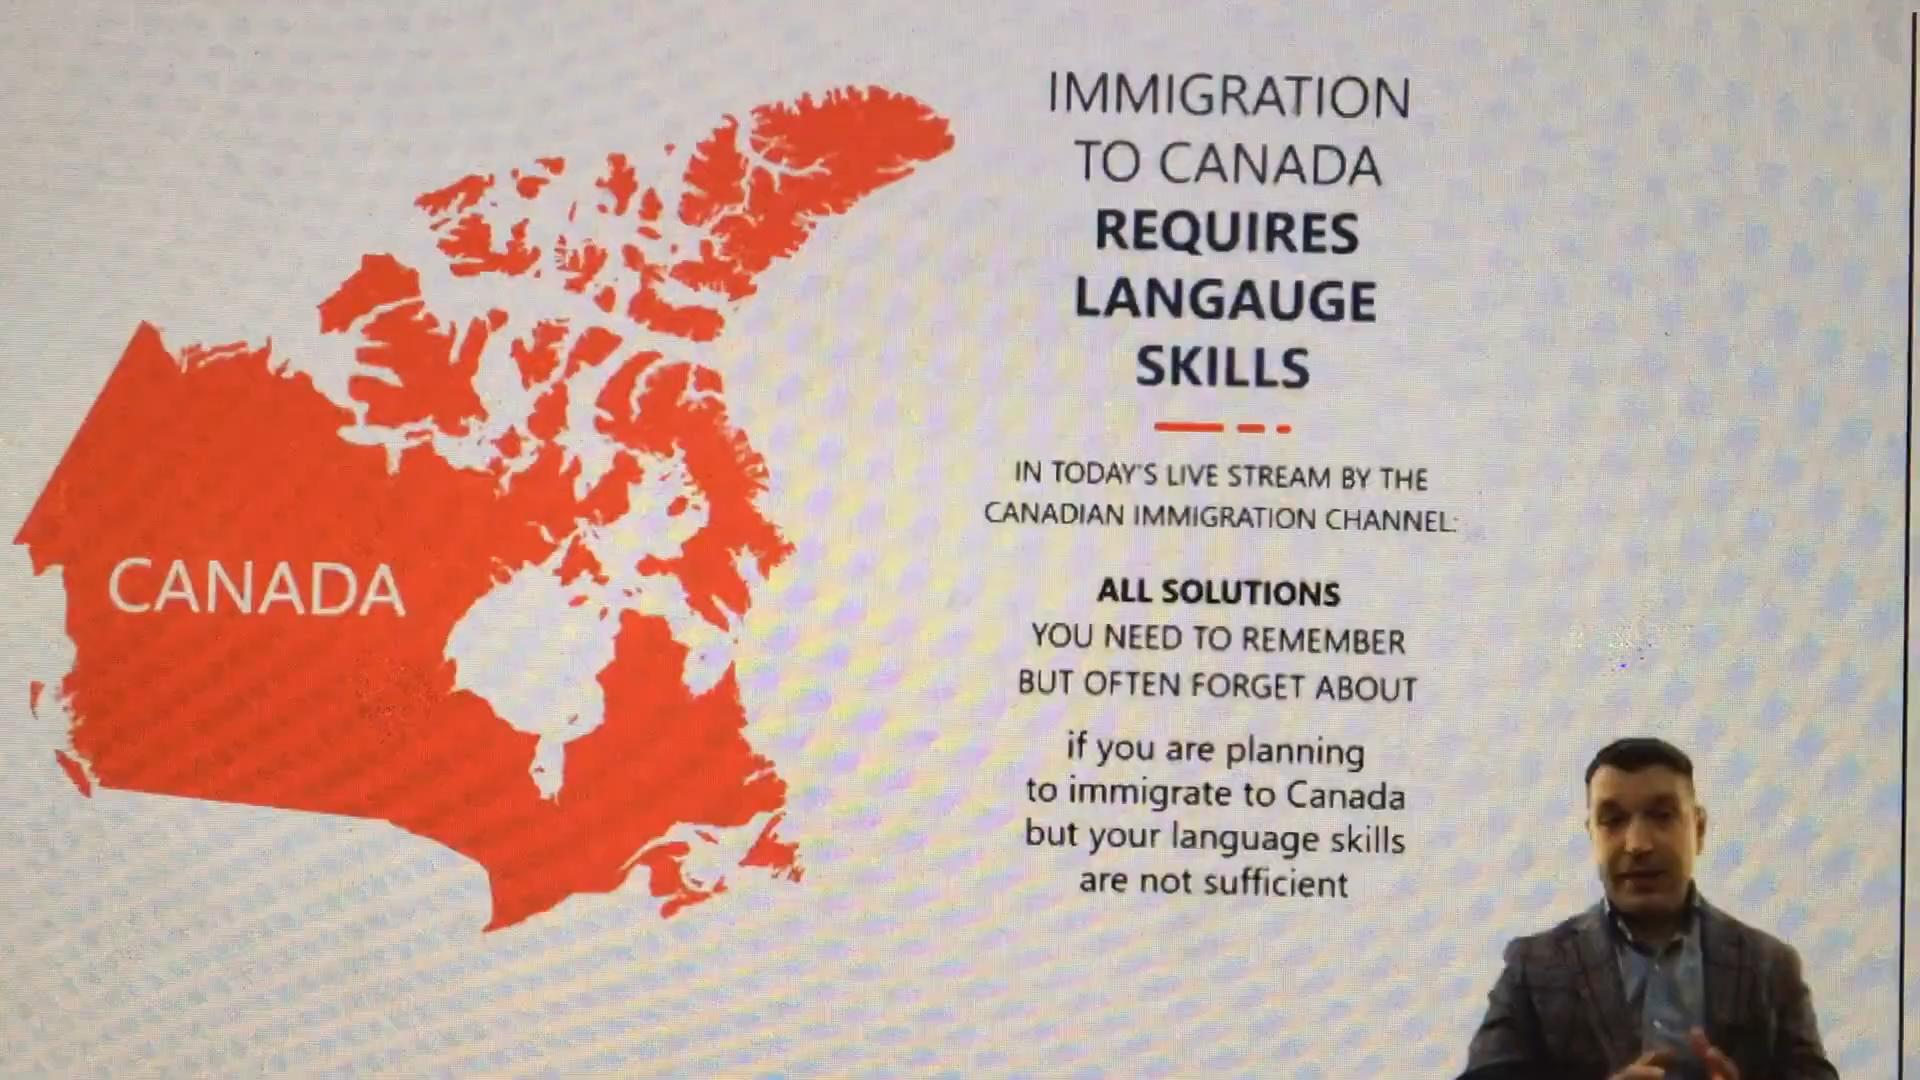 CANADA
IMMIGRATION
TO CANADA
REQUIRES
LANGAUGE
SKILLS
IN TODAY'S LIVE STREAM BY THE
CANADIAN IMMIGRATION CHANNEL:
ALL SOLUTIONS
YOU NEED TO REMEMBER
BUT OFTEN FORGET ABOUT
if you are planning
to immigrate to Canada
but your language skills
are not sufficient